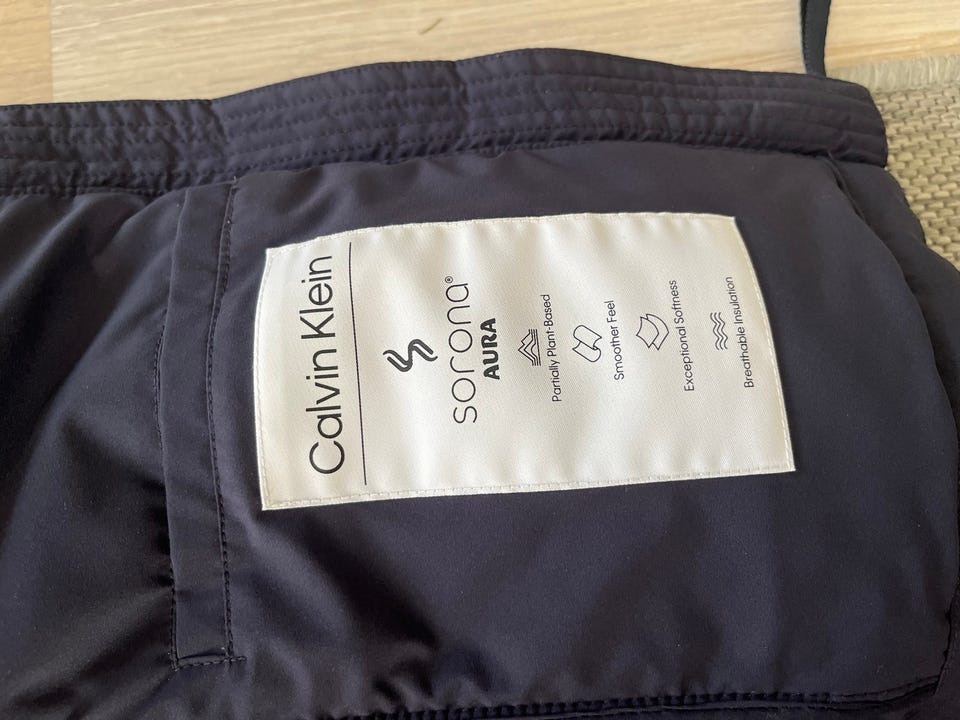 Calvin Klein
sorona®
AURA
Partially Plant-Based
Smoother Feel
Exceptional Softness
Breathable Insulation